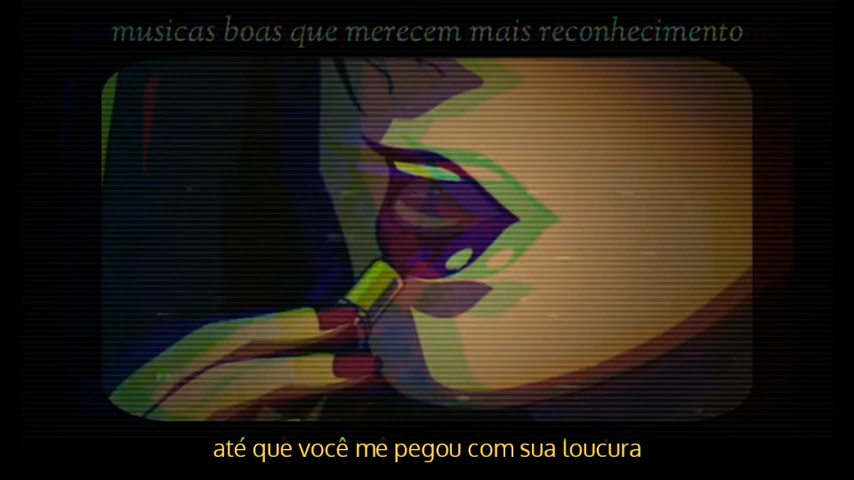 musicas boas que merecem mais reconhecimento
até que você me pegou com sua loucura